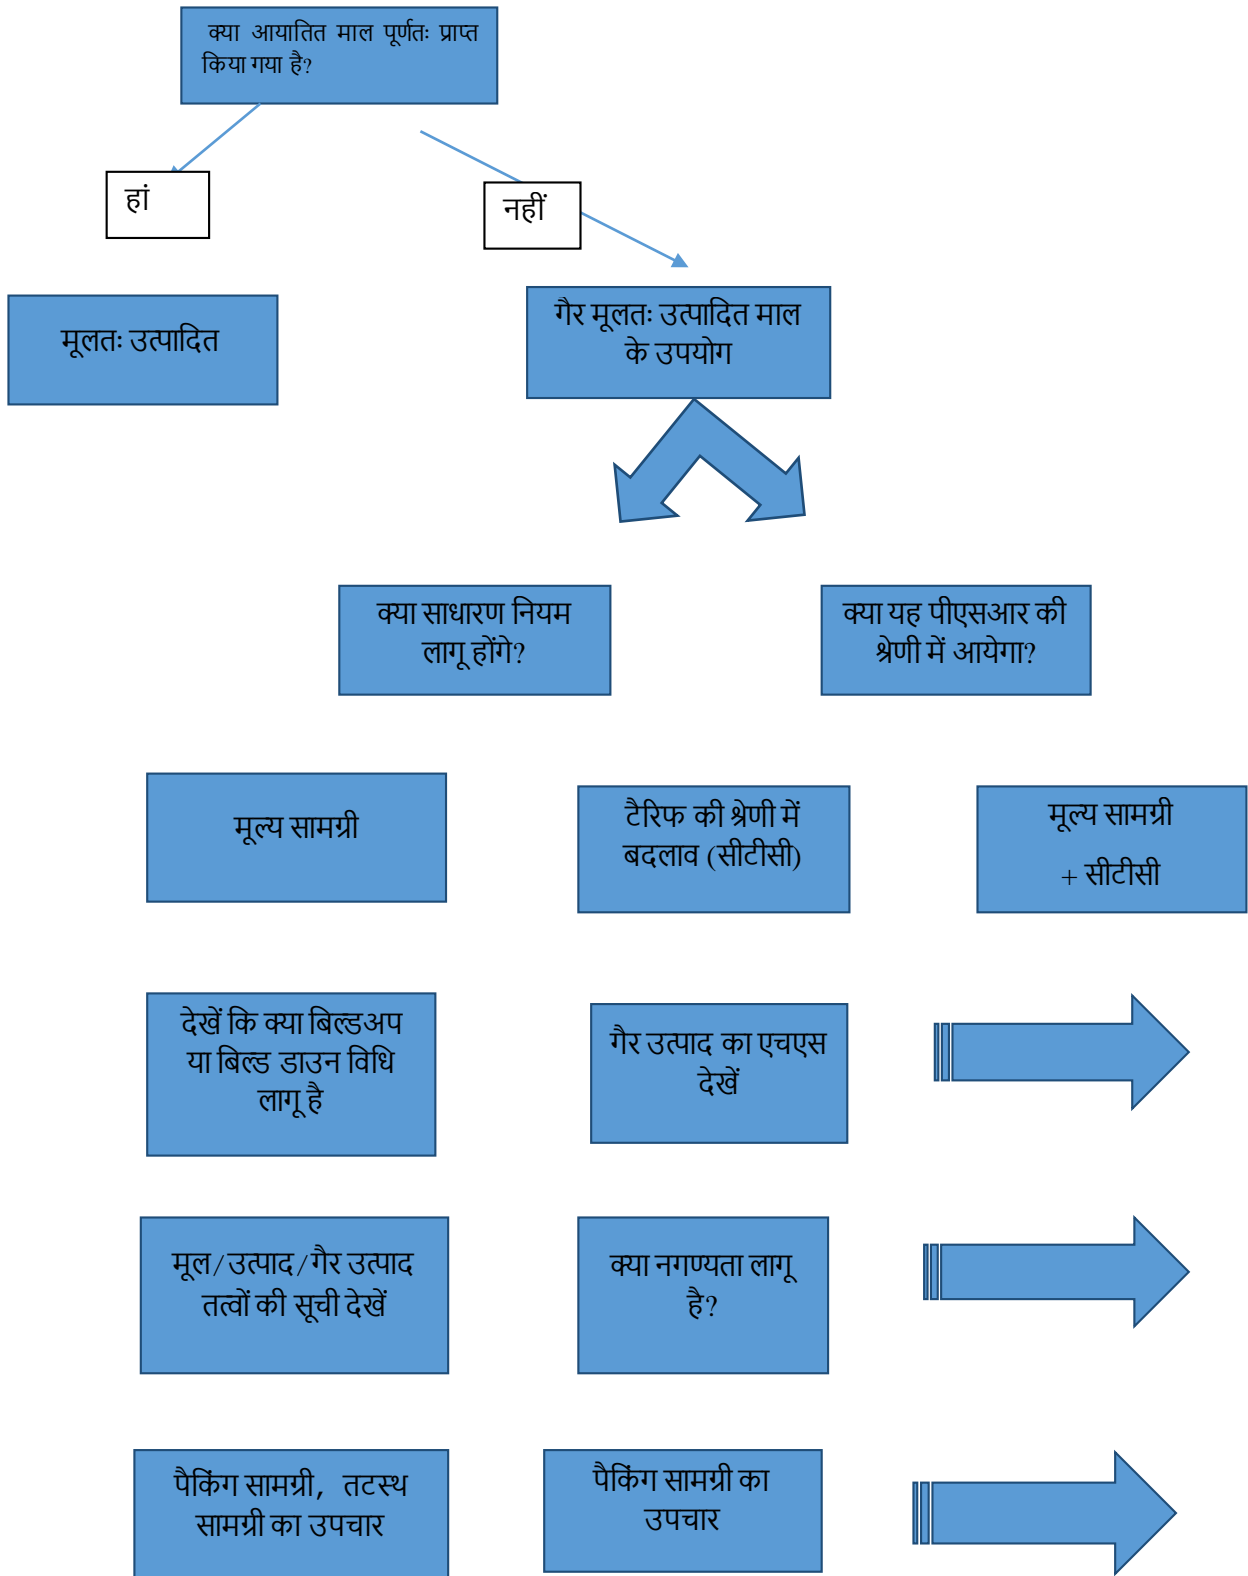 क्या आयातित माल पूर्णतः प्राप्त
किया गया है?
हां
नहीं
मूलतः उत्पादित
गैर मूलतः उत्पादित माल
के उपयोग
क्या साधारण नियम
लागू होंगे?
क्या यह पीएसआर की
श्रेणी में आयेगा?
मूल्य सामग्री
टैरिफ की श्रेणी में
बदलाव (सीटीसी)
मूल्य सामग्री
+ सीटीसी
देखें कि क्या बिल्डअप
या बिल्ड डाउन विधि
लागू है
गैर उत्पाद का एचएस
देखें
मूल/उत्पाद/गैर उत्पाद
तत्वों की सूची देखें
क्या नगण्यता लागू
है?
पैकिंग सामग्री, तटस्थ
सामग्री का उपचार
पैकिंग सामग्री का
उपचार